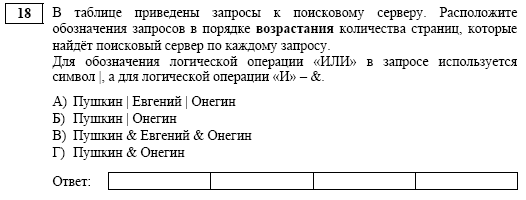 18 В таблице приведены запросы к поисковому серверу. Расположите
обозначения запросов в порядке возрастания количества страниц, которые
найдёт поисковый сервер по каждому запросу.
Для обозначения логической операции «ИЛИ» в запросе используется
символ |, а для логической операции «И» – &.
А) Пушкин | Евгений | Онегин
Б) Пушкин | Онегин
В) Пушкин & Евгений & Онегин
Г) Пушкин & Онегин
Ответ: